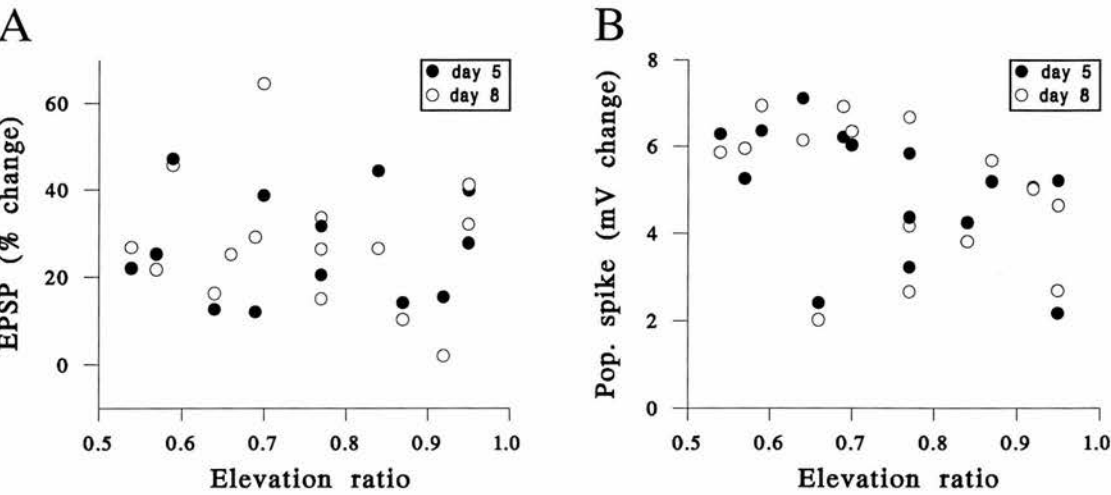 A
EPSP (% change)
60
40
20
0
0.5 0.6 0.7 0.8 0.9 1.0
Elevation ratio
day 5
day 8
B
Pop. spike (mV change)
8
6
4
2
0
0.5 0.6 0.7 0.8 0.9 1.0
Elevation ratio
day 5
day 8